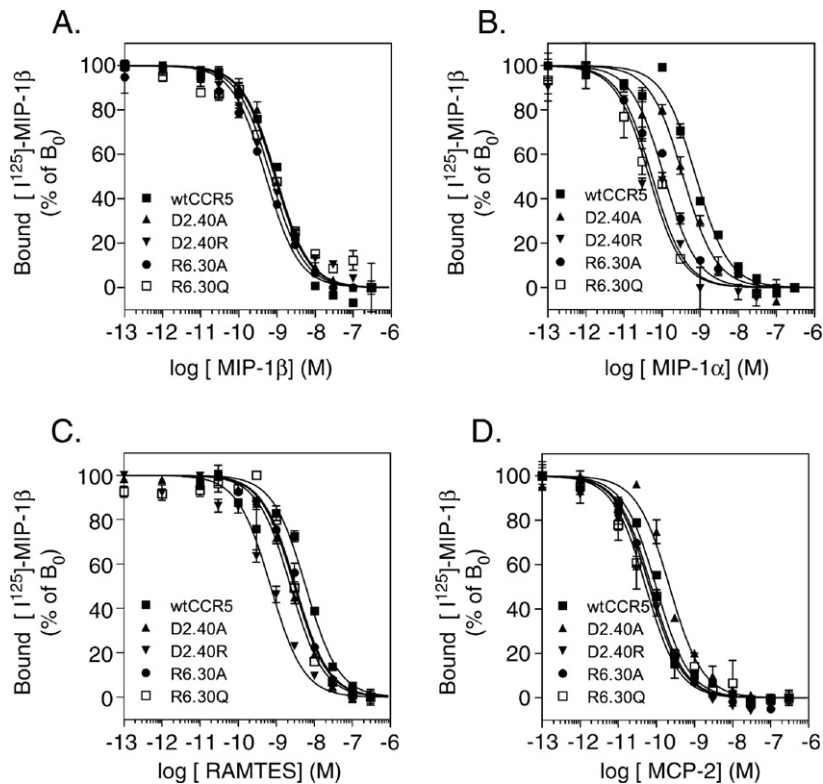 A.
Bound [I¹²⁵]-MIP-1β
(% of B₀)
100
80
60
40
20
0
wtCCR5
D2.40A
D2.40R
R6.30A
R6.30Q
-13 -12 -11 -10 -9 -8 -7 -6
log [ MIP-1β] (M)
B.
Bound [I¹²⁵]-MIP-1β
(% of B₀)
100
80
60
40
20
0
wtCCR5
D2.40A
D2.40R
R6.30A
R6.30Q
-13 -12 -11 -10 -9 -8 -7 -6
log [ MIP-1α] (M)
C.
Bound [I¹²⁵]-MIP-1β
(% of B₀)
100
80
60
40
20
0
wtCCR5
D2.40A
D2.40R
R6.30A
R6.30Q
-13 -12 -11 -10 -9 -8 -7 -6
log [ RAMTES] (M)
D.
Bound [I¹²⁵]-MIP-1β
(% of B₀)
100
80
60
40
20
0
wtCCR5
D2.40A
D2.40R
R6.30A
R6.30Q
-13 -12 -11 -10 -9 -8 -7 -6
log [ MCP-2] (M)